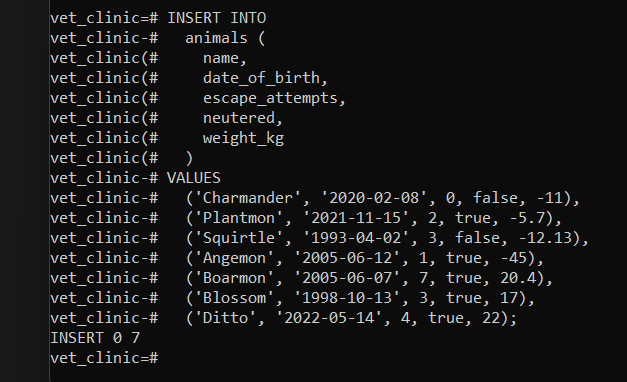 vet_clinic=# INSERT INTO
vet_clinic-#   animals (
vet_clinic(#     name,
vet_clinic(#     date_of_birth,
vet_clinic(#     escape_attempts,
vet_clinic(#     neutered,
vet_clinic(#     weight_kg
vet_clinic(#   )
vet_clinic-# VALUES
vet_clinic-#   ('Charmander', '2020-02-08', 0, false, -11),
vet_clinic-#   ('Plantmon', '2021-11-15', 2, true, -5.7),
vet_clinic-#   ('Squirtle', '1993-04-02', 3, false, -12.13),
vet_clinic-#   ('Angemon', '2005-06-12', 1, true, -45),
vet_clinic-#   ('Boarmon', '2005-06-07', 7, true, 20.4),
vet_clinic-#   ('Blossom', '1998-10-13', 3, true, 17),
vet_clinic-#   ('Ditto', '2022-05-14', 4, true, 22);
INSERT 0 7
vet_clinic=#